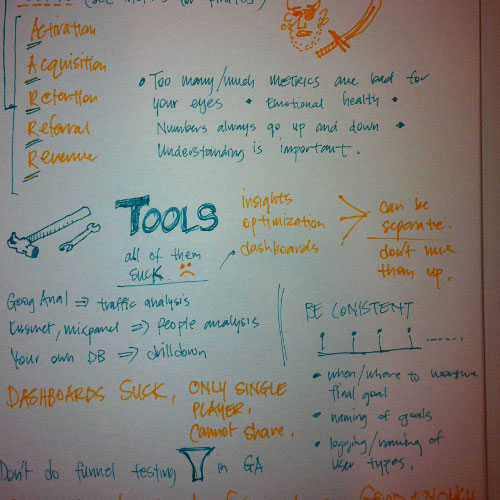 (see metrics for pirates)
Activation
Acquisition
Retention
Referral
Revenue
• Too many/much metrics are bad for
your eyes • Emotional health •
Numbers always go up and down •
Understanding is important.
TOOLS
all of them
SUCK.
insights
optimization
dashboards
can be
separate.
don't mix
them up.
Goog Anal => traffic analysis
Kissmet, mixpanel => people analysis
Your own DB => drilldown
BE CONISTENT
• when/where to measure
final goal
• naming of goals
• logging/naming of
user types.
DASHBOARDS SUCK, ONLY SINGLE
PLAYER.
Cannot share.
Don't do funnel testing in GA